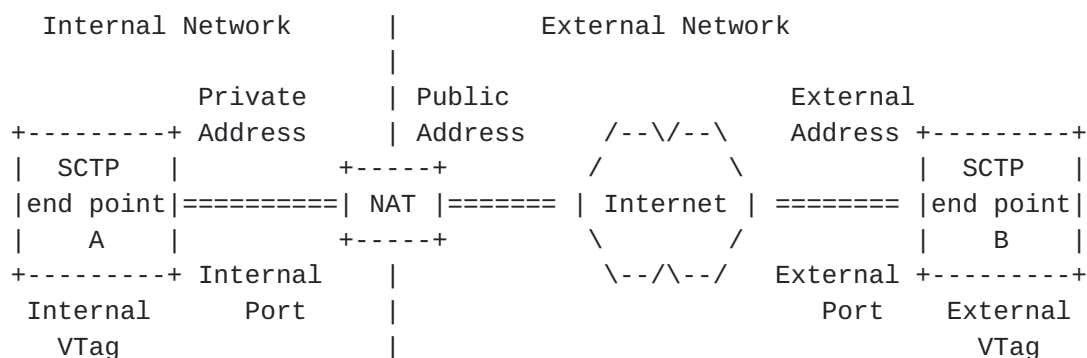 Internal Network | External Network
|
Private | Public External
+---------+ Address | Address /--\/--\ Address +---------+
| SCTP | +-----+ / \ | SCTP |
|end point|==========| NAT |======= | Internet | ======== |end point|
| A | +-----+ \ / | B |
+---------+ Internal | \--/\--/ External +---------+
Internal Port | Port External
VTag | VTag